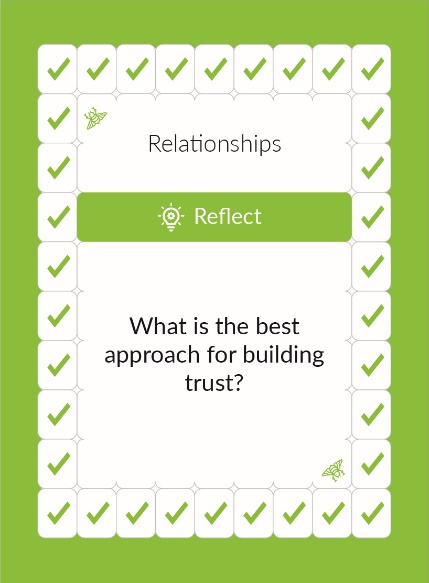 Relationships
Reflect
What is the best
approach for building
trust?